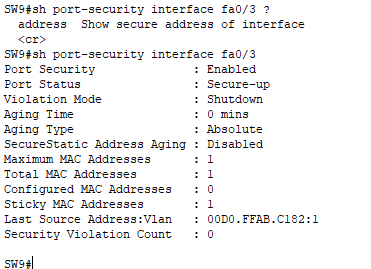 SW9#sh port-security interface fa0/3 ?
address  Show secure address of interface
<cr>
SW9#sh port-security interface fa0/3
Port Security              : Enabled
Port Status                : Secure-up
Violation Mode             : Shutdown
Aging Time                 : 0 mins
Aging Type                 : Absolute
SecureStatic Address Aging : Disabled
Maximum MAC Addresses      : 1
Total MAC Addresses        : 1
Configured MAC Addresses   : 0
Sticky MAC Addresses       : 1
Last Source Address:Vlan   : 00D0.FFAB.C182:1
Security Violation Count   : 0
SW9#